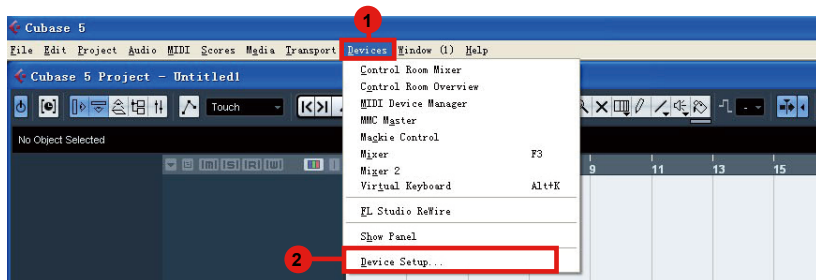 1
Cubase 5
File Edit Project Audio MIDI Scores Media Transport Devices Window (1) Help
Cubase 5 Project - Untitled1
Touch
No Object Selected
Control Room Mixer
Control Room Overview
MIDI Device Manager
MMC Master
Mackie Control
Mixer F3
Mixer 2
Virtual Keyboard Alt+K
FL Studio ReWire
Show Panel
2
Device Setup...
[m] [S] [R] [W]
9 11 13 15